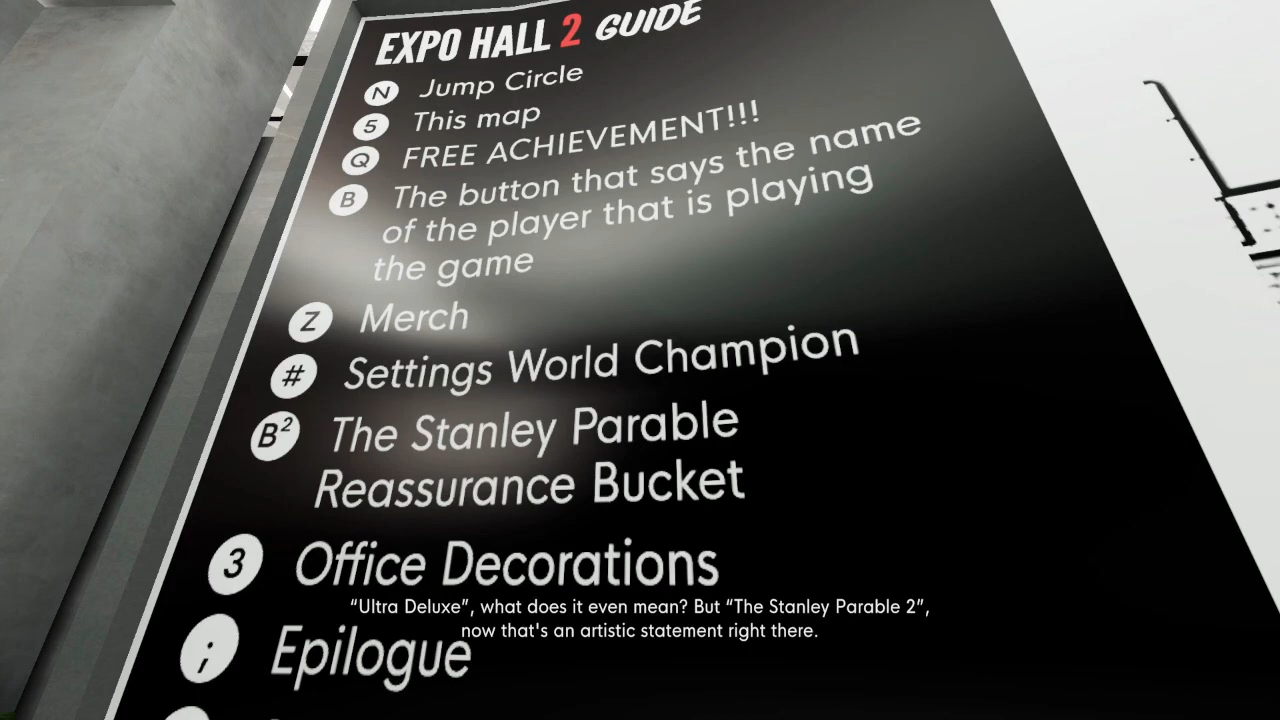 EXPO HALL 2 GUIDE
N Jump Circle
5 This map
Q FREE ACHIEVEMENT!!!
B The button that says the name
of the player that is playing
the game
Z Merch
# Settings World Champion
B² The Stanley Parable
Reassurance Bucket
3 Office Decorations
“Ultra Deluxe”, what does it even mean? But “The Stanley Parable 2”,
now that's an artistic statement right there.
; Epilogue